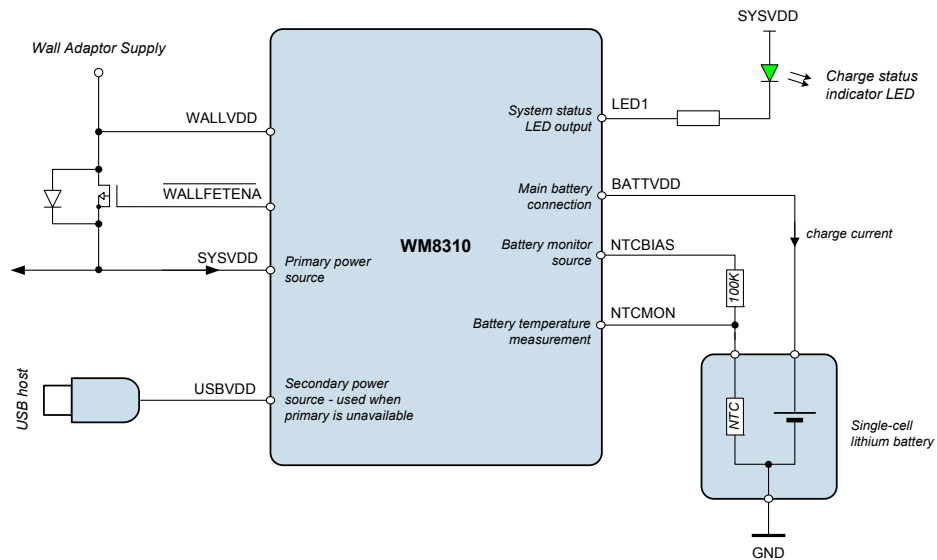 SYSVDD
Wall Adaptor Supply
Charge status
indicator LED
LED1
System status
LED output
WALLVDD
WALLFETENA
Main battery
connection
BATTVDD
charge current
WM8310
Battery monitor
source
NTCBIAS
SYSVDD
Primary power
source
100K
Battery temperature
measurement
NTCMON
USB host
USBVDD
Secondary power
source - used when
primary is unavailable
NTC
Single-cell
lithium battery
GND